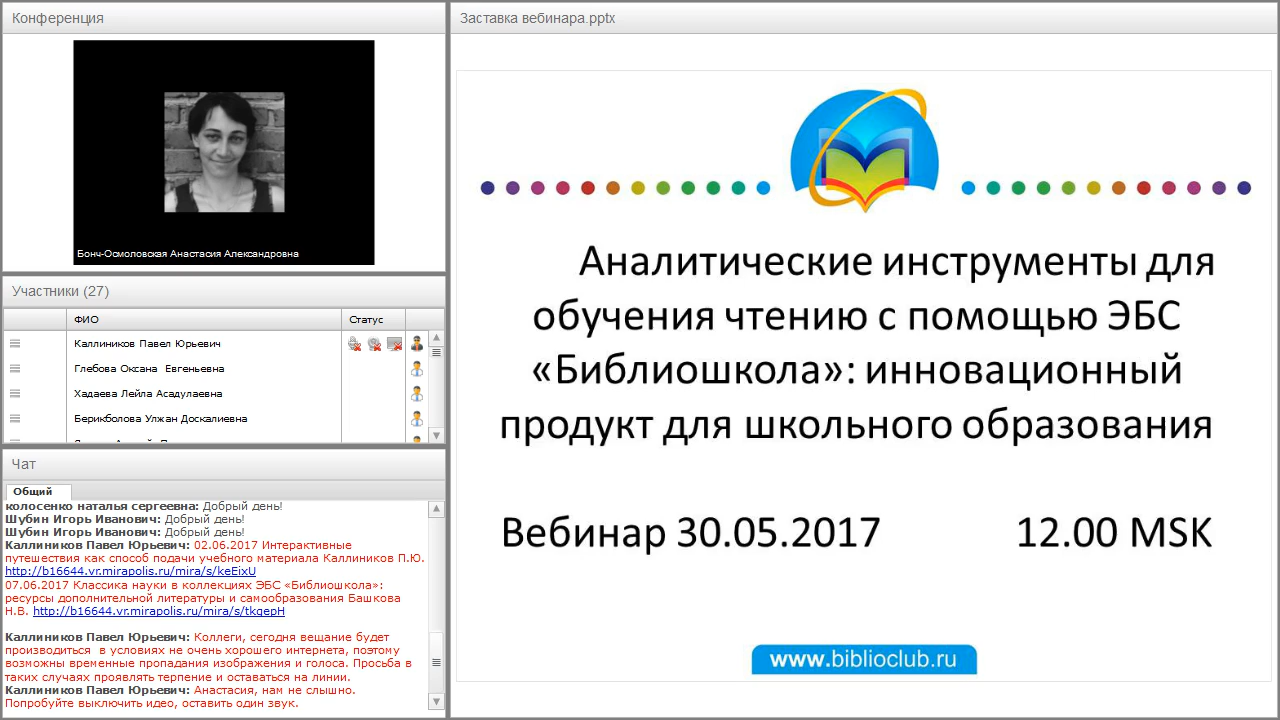 Конференция
Бонч-Осмоловская Анастасия Александровна
Участники (27)
ФИО
Статус
Каллиников Павел Юрьевич
Глебова Оксана Евгеньевна
Хадаева Лейла Асадулаевна
Берикболова Улжан Доскалиевна
Чат
Общий
колосенко наталья сергеевна: Добрый день!
Шубин Игорь Иванович: Добрый день!
Шубин Игорь Иванович: Добрый день!
Каллиников Павел Юрьевич: 02.06.2017 Интерактивные
путешествия как способ подачи учебного материала Каллиников П.Ю.
http://b16644.vr.mirapolis.ru/mira/s/keEixU
07.06.2017 Классика науки в коллекциях ЭБС «Библиошкола»:
ресурсы дополнительной литературы и самообразования Башкова
Н.В. http://b16644.vr.mirapolis.ru/mira/s/tkqepH
Каллиников Павел Юрьевич: Коллеги, сегодня вещание будет
производиться в условиях не очень хорошего интернета, поэтому
возможны временные пропадания изображения и голоса. Просьба в
таких случаях проявлять терпение и оставаться на линии.
Каллиников Павел Юрьевич: Анастасия, нам не слышно.
Попробуйте выключить идео, оставить один звук.
Заставка вебинара.pptx
Аналитические инструменты для
обучения чтению с помощью ЭБС
«Библиошкола»: инновационный
продукт для школьного образования
Вебинар 30.05.2017 12.00 MSK
www.biblioclub.ru